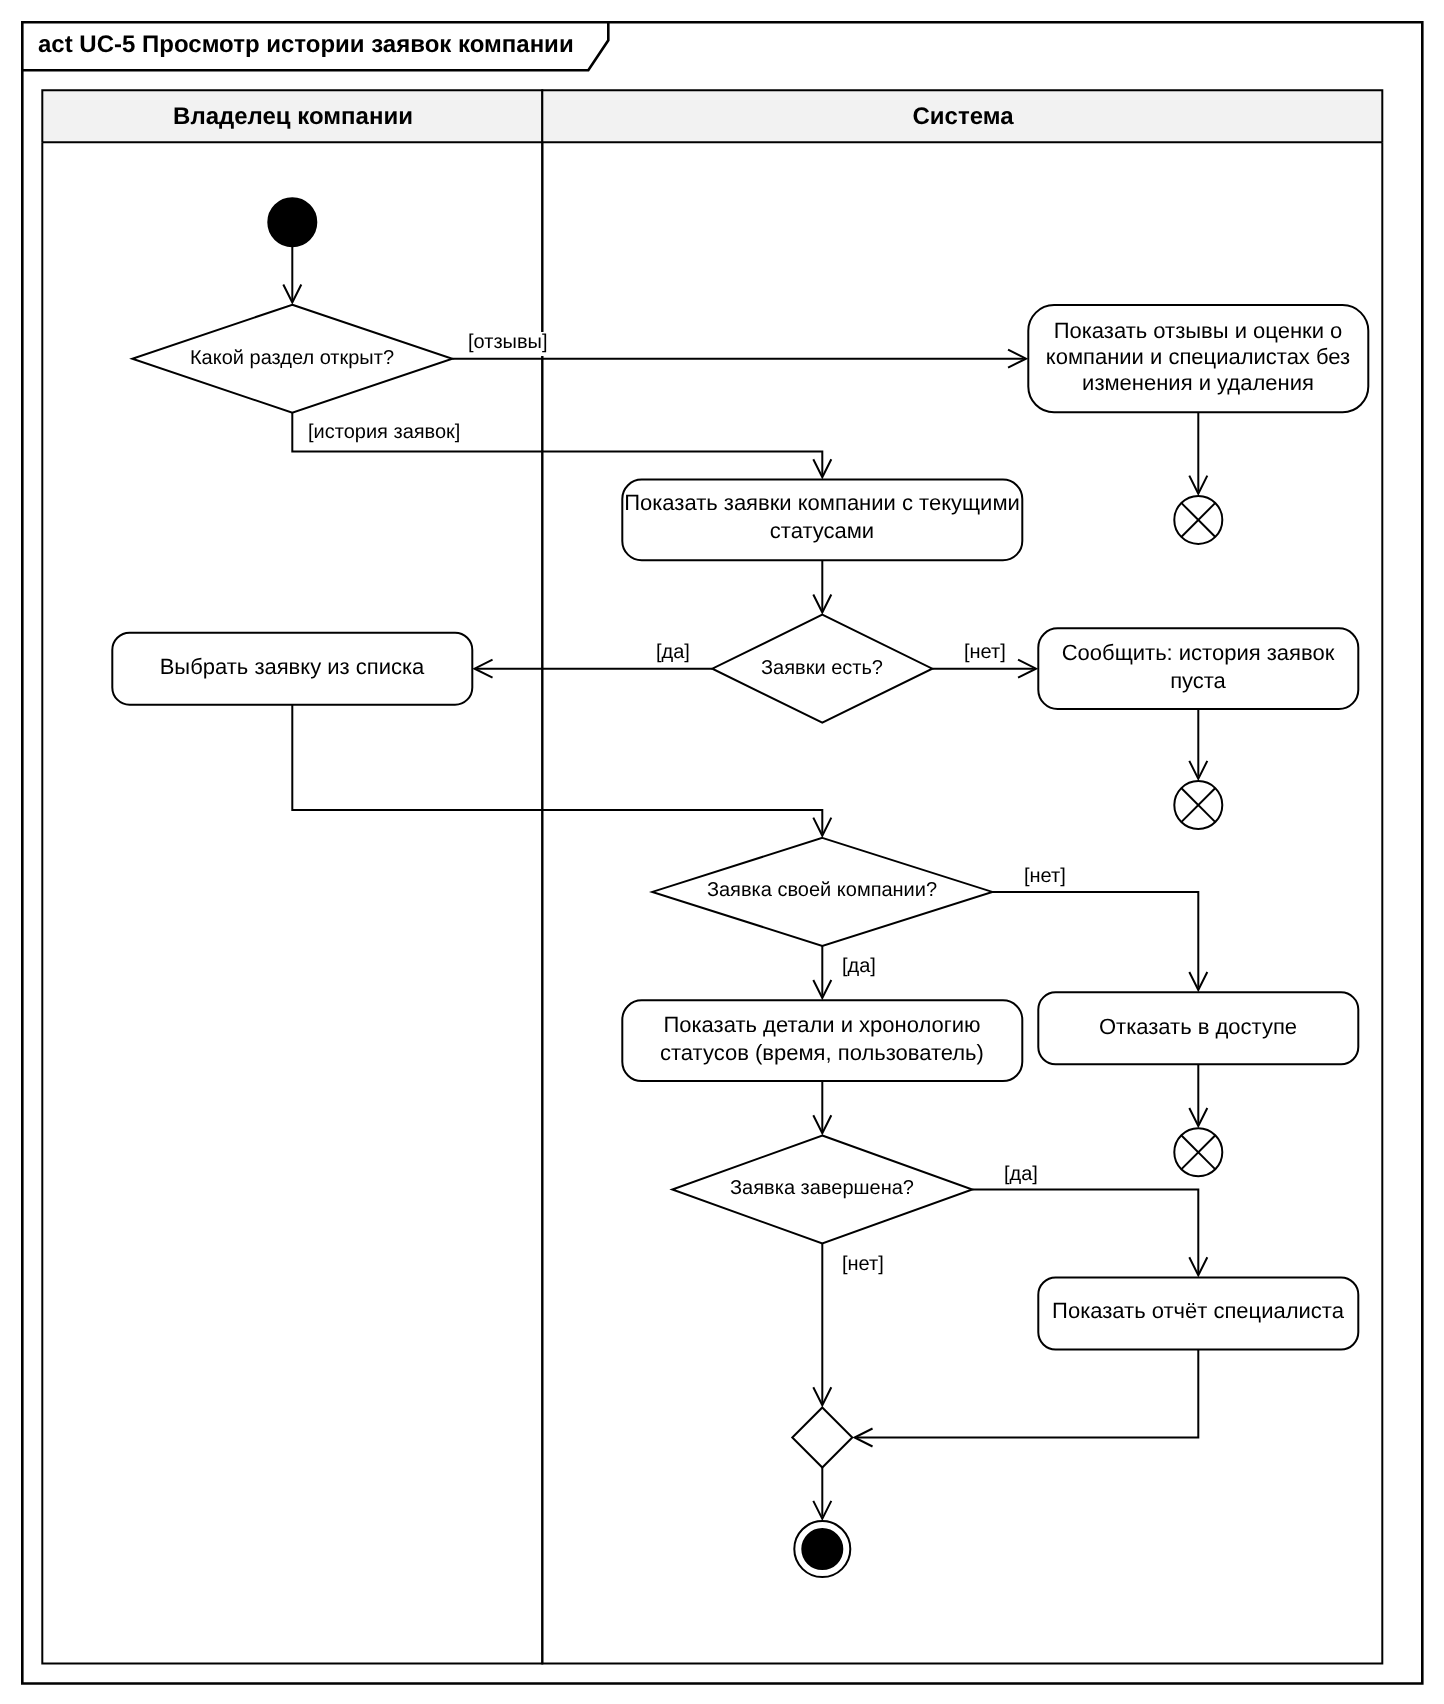 act UC-5 Просмотр истории заявок компании
Владелец компании
Система
Какой раздел открыт?
[отзывы]
Показать отзывы и оценки о
компании и специалистах без
изменения и удаления
[история заявок]
Показать заявки компании с текущими
статусами
Выбрать заявку из списка
[да]
Заявки есть?
[нет]
Сообщить: история заявок
пуста
Заявка своей компании?
[нет]
[да]
Показать детали и хронологию
статусов (время, пользователь)
Отказать в доступе
Заявка завершена?
[да]
[нет]
Показать отчёт специалиста